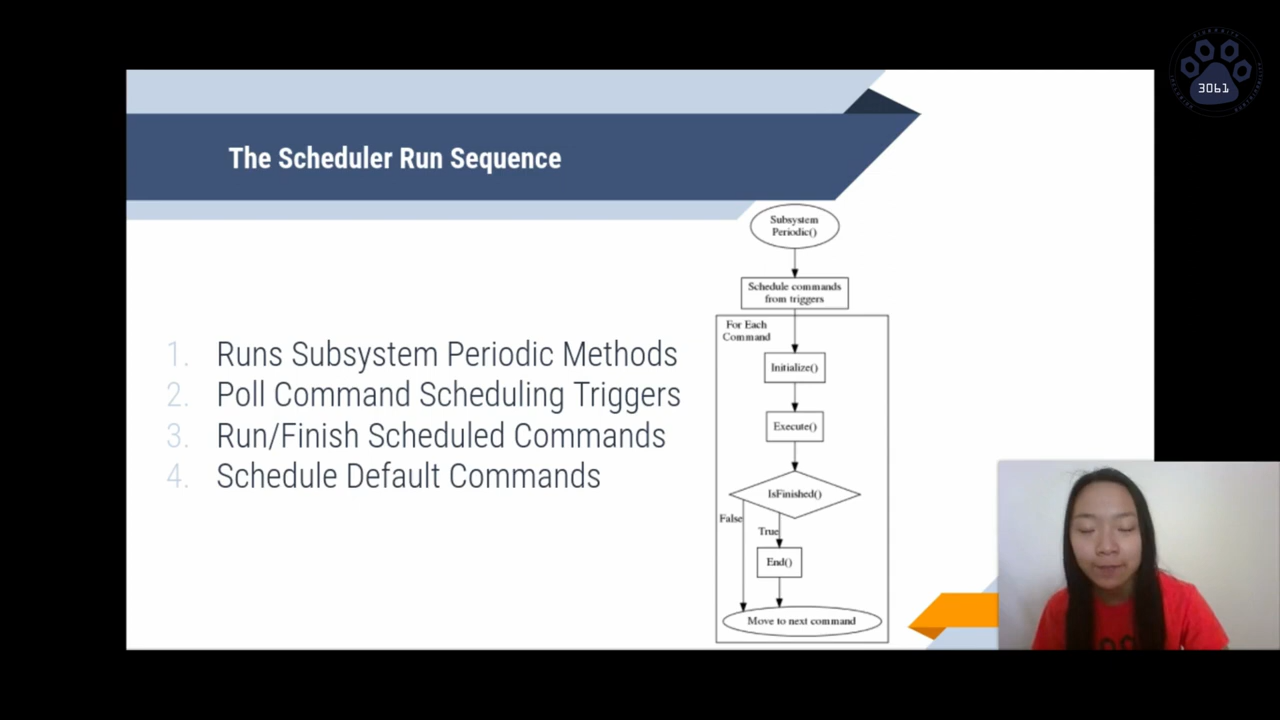 3061
The Scheduler Run Sequence
1. Runs Subsystem Periodic Methods
2. Poll Command Scheduling Triggers
3. Run/Finish Scheduled Commands
4. Schedule Default Commands
Subsystem
Periodic()
Schedule commands
from triggers
For Each
Command
Initialize()
Execute()
IsFinished()
False
True
End()
Move to next command